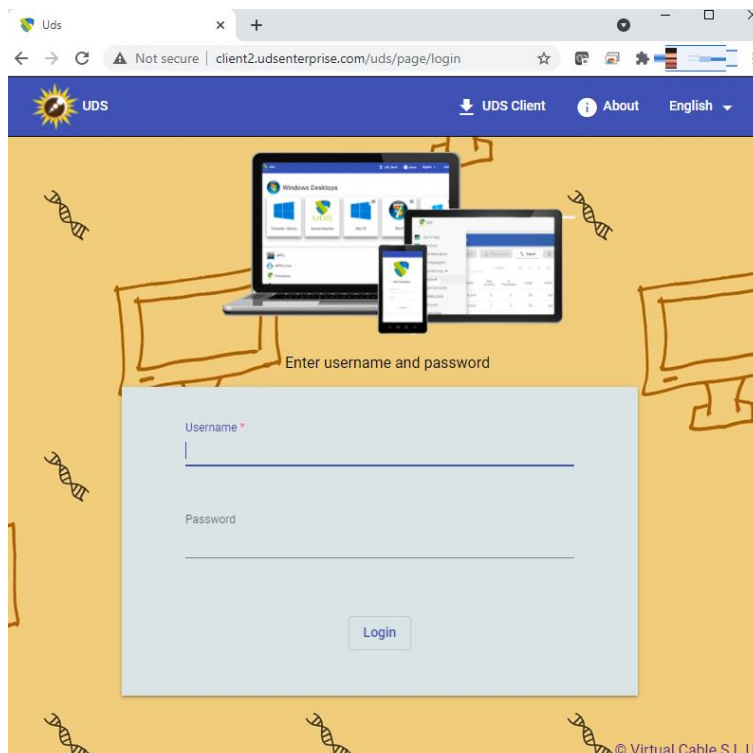 Uds
Not secure | client2.udsenterprise.com/uds/page/login
UDS
UDS Client
About
English
Windows Desktops
UDS
Enter username and password
Username *
Password
Login
© Virtual Cable S.L.